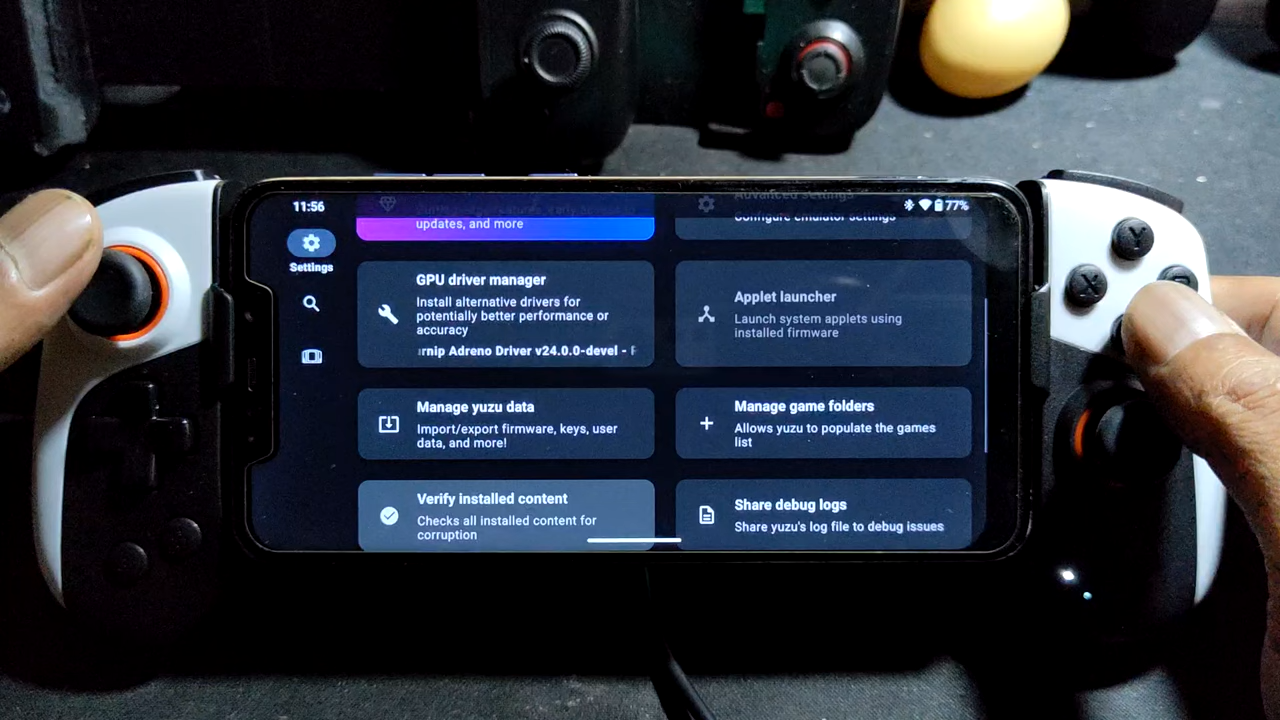 11:56
77%
updates, and more
Advanced settings
Configure emulator settings
Settings
GPU driver manager
Install alternative drivers for
potentially better performance or
accuracy
rnip Adreno Driver v24.0.0-devel -
Applet launcher
Launch system applets using
installed firmware
Manage yuzu data
Import/export firmware, keys, user
data, and more!
Manage game folders
Allows yuzu to populate the games
list
Verify installed content
Checks all installed content for
corruption
Share debug logs
Share yuzu's log file to debug issues
Y
X